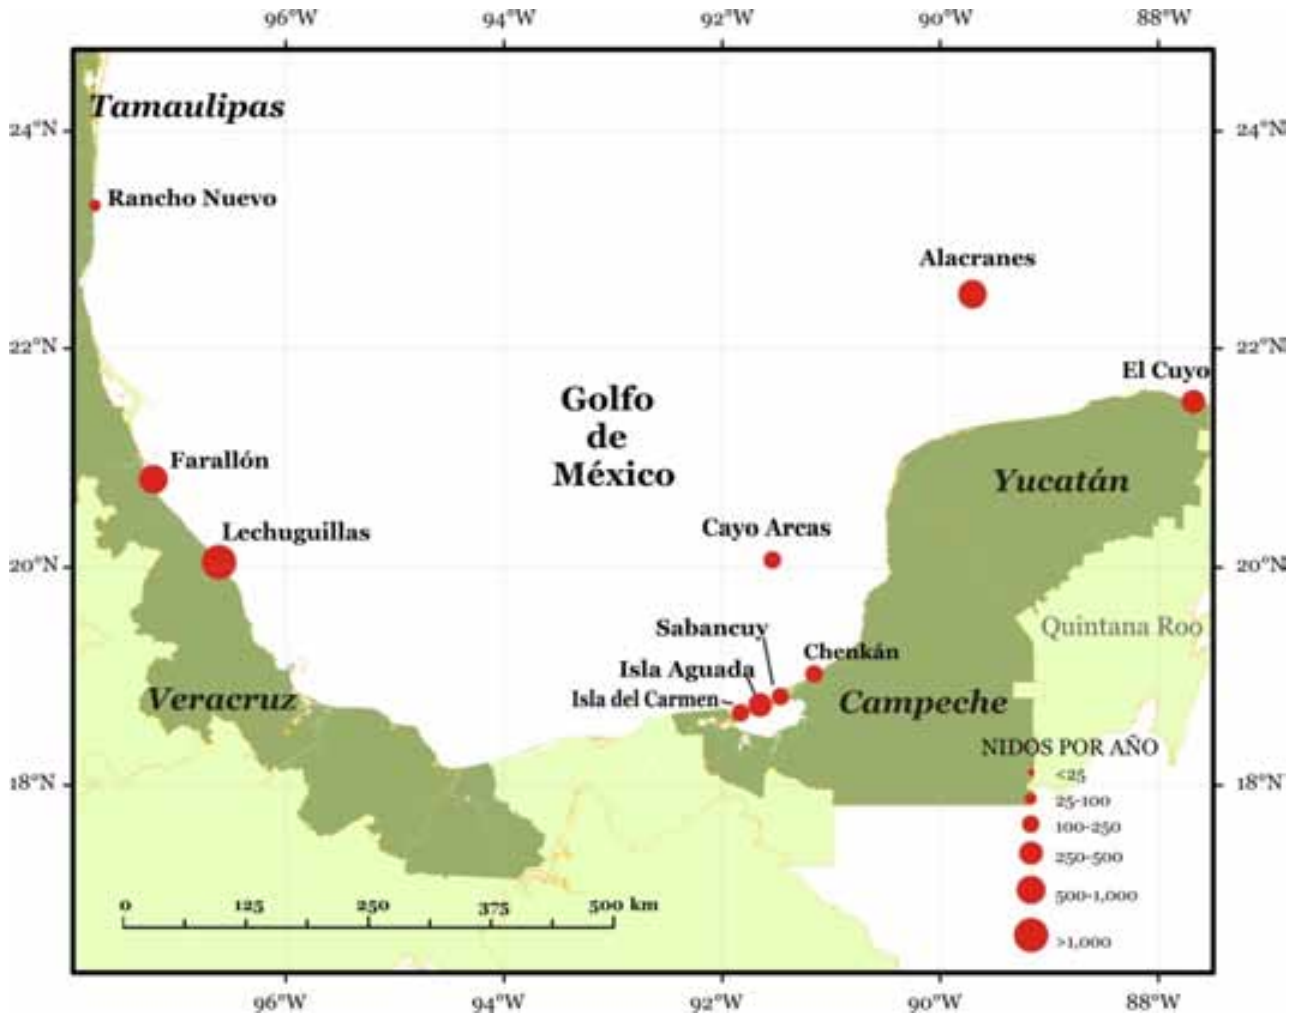 96°W 94°W 92°W 90°W 88°W
Tamaulipas
24°N 24°N
Rancho Nuevo
Alacranes
22°N 22°N
El Cuyo
Golfo
de
México
Farallón
Yucatán
Lechuguillas
Cayo Arcas
20°N 20°N
Sabancuy
Quintana Roo
Chenkán
Isla Aguada
Isla del Carmen
Veracruz
Campeche
NIDOS POR AÑO
<25
18°N 18°N
25-100
100-250
250-500
500-1,000
>1,000
0 125 250 375 500 km
96°W 94°W 92°W 90°W 88°W